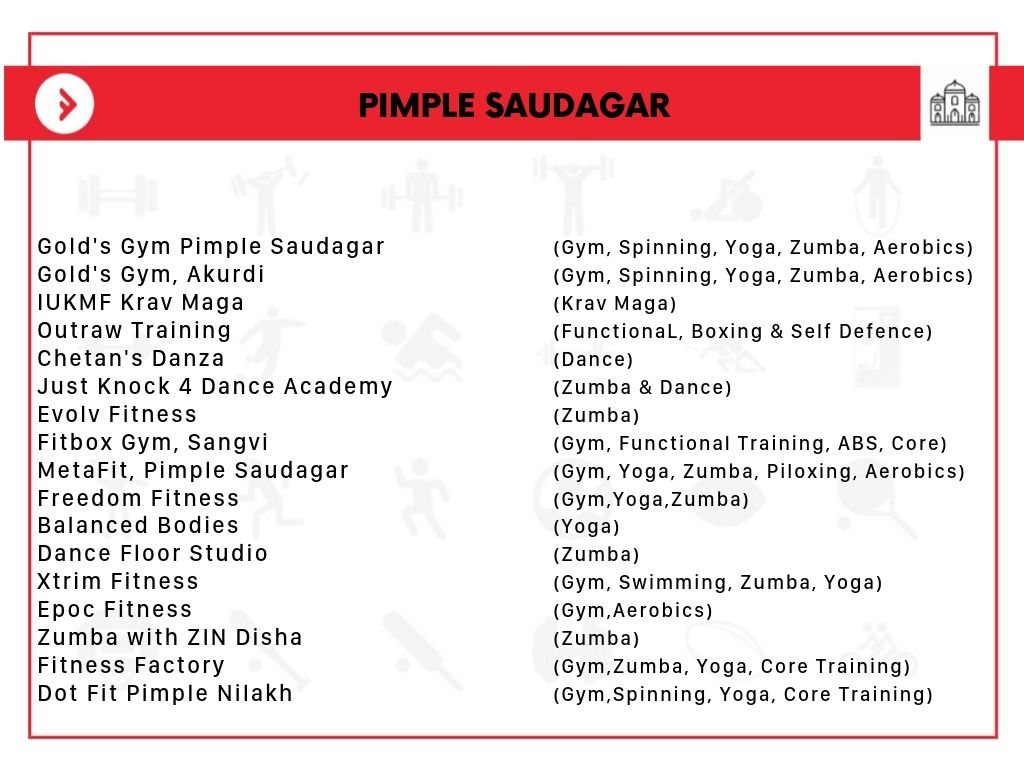 PIMPLE SAUDAGAR
Gold's Gym Pimple Saudagar (Gym, Spinning, Yoga, Zumba, Aerobics)
Gold's Gym, Akurdi (Gym, Spinning, Yoga, Zumba, Aerobics)
IUKMF Krav Maga (Krav Maga)
Outraw Training (FunctionaL, Boxing & Self Defence)
Chetan's Danza (Dance)
Just Knock 4 Dance Academy (Zumba & Dance)
Evolv Fitness (Zumba)
Fitbox Gym, Sangvi (Gym, Functional Training, ABS, Core)
MetaFit, Pimple Saudagar (Gym, Yoga, Zumba, Piloxing, Aerobics)
Freedom Fitness (Gym,Yoga,Zumba)
Balanced Bodies (Yoga)
Dance Floor Studio (Zumba)
Xtrim Fitness (Gym, Swimming, Zumba, Yoga)
Epoc Fitness (Gym,Aerobics)
Zumba with ZIN Disha (Zumba)
Fitness Factory (Gym,Zumba, Yoga, Core Training)
Dot Fit Pimple Nilakh (Gym,Spinning, Yoga, Core Training)